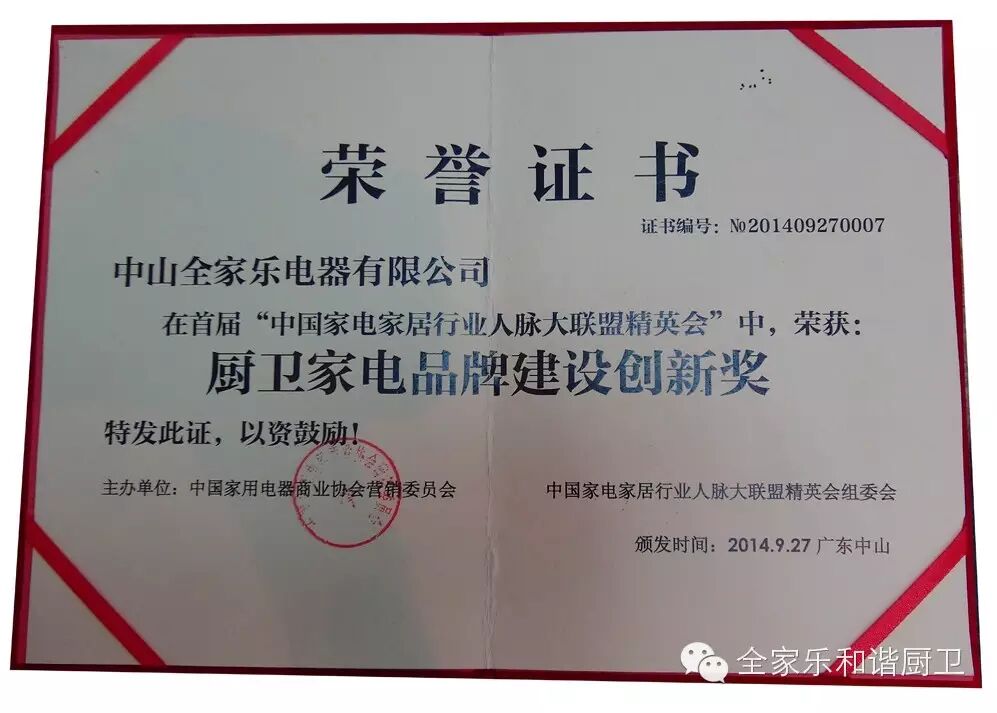 荣誉证书
证书编号：№201409270007
中山全家乐电器有限公司
在首届“中国家电家居行业人脉大联盟精英会”中，荣获：
厨卫家电品牌建设创新奖
特发此证，以资鼓励！
主办单位：中国家用电器商业协会营销委员会
中国家电家居行业人脉大联盟精英会组委会
颁发时间：2014.9.27 广东中山
全家乐和谐厨卫